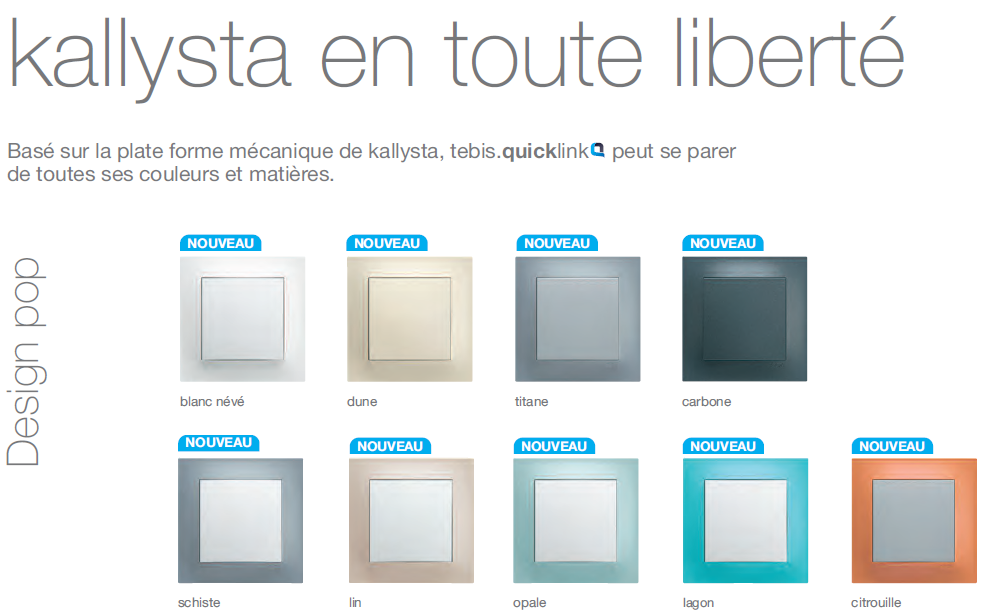 kallysta en toute liberté
Basé sur la plate forme mécanique de kallysta, tebis.quicklink peut se parer
de toutes ses couleurs et matières.
Design pop
NOUVEAU NOUVEAU NOUVEAU NOUVEAU
blanc névé dune titane carbone
NOUVEAU NOUVEAU NOUVEAU NOUVEAU NOUVEAU
schiste lin opale lagon citrouille